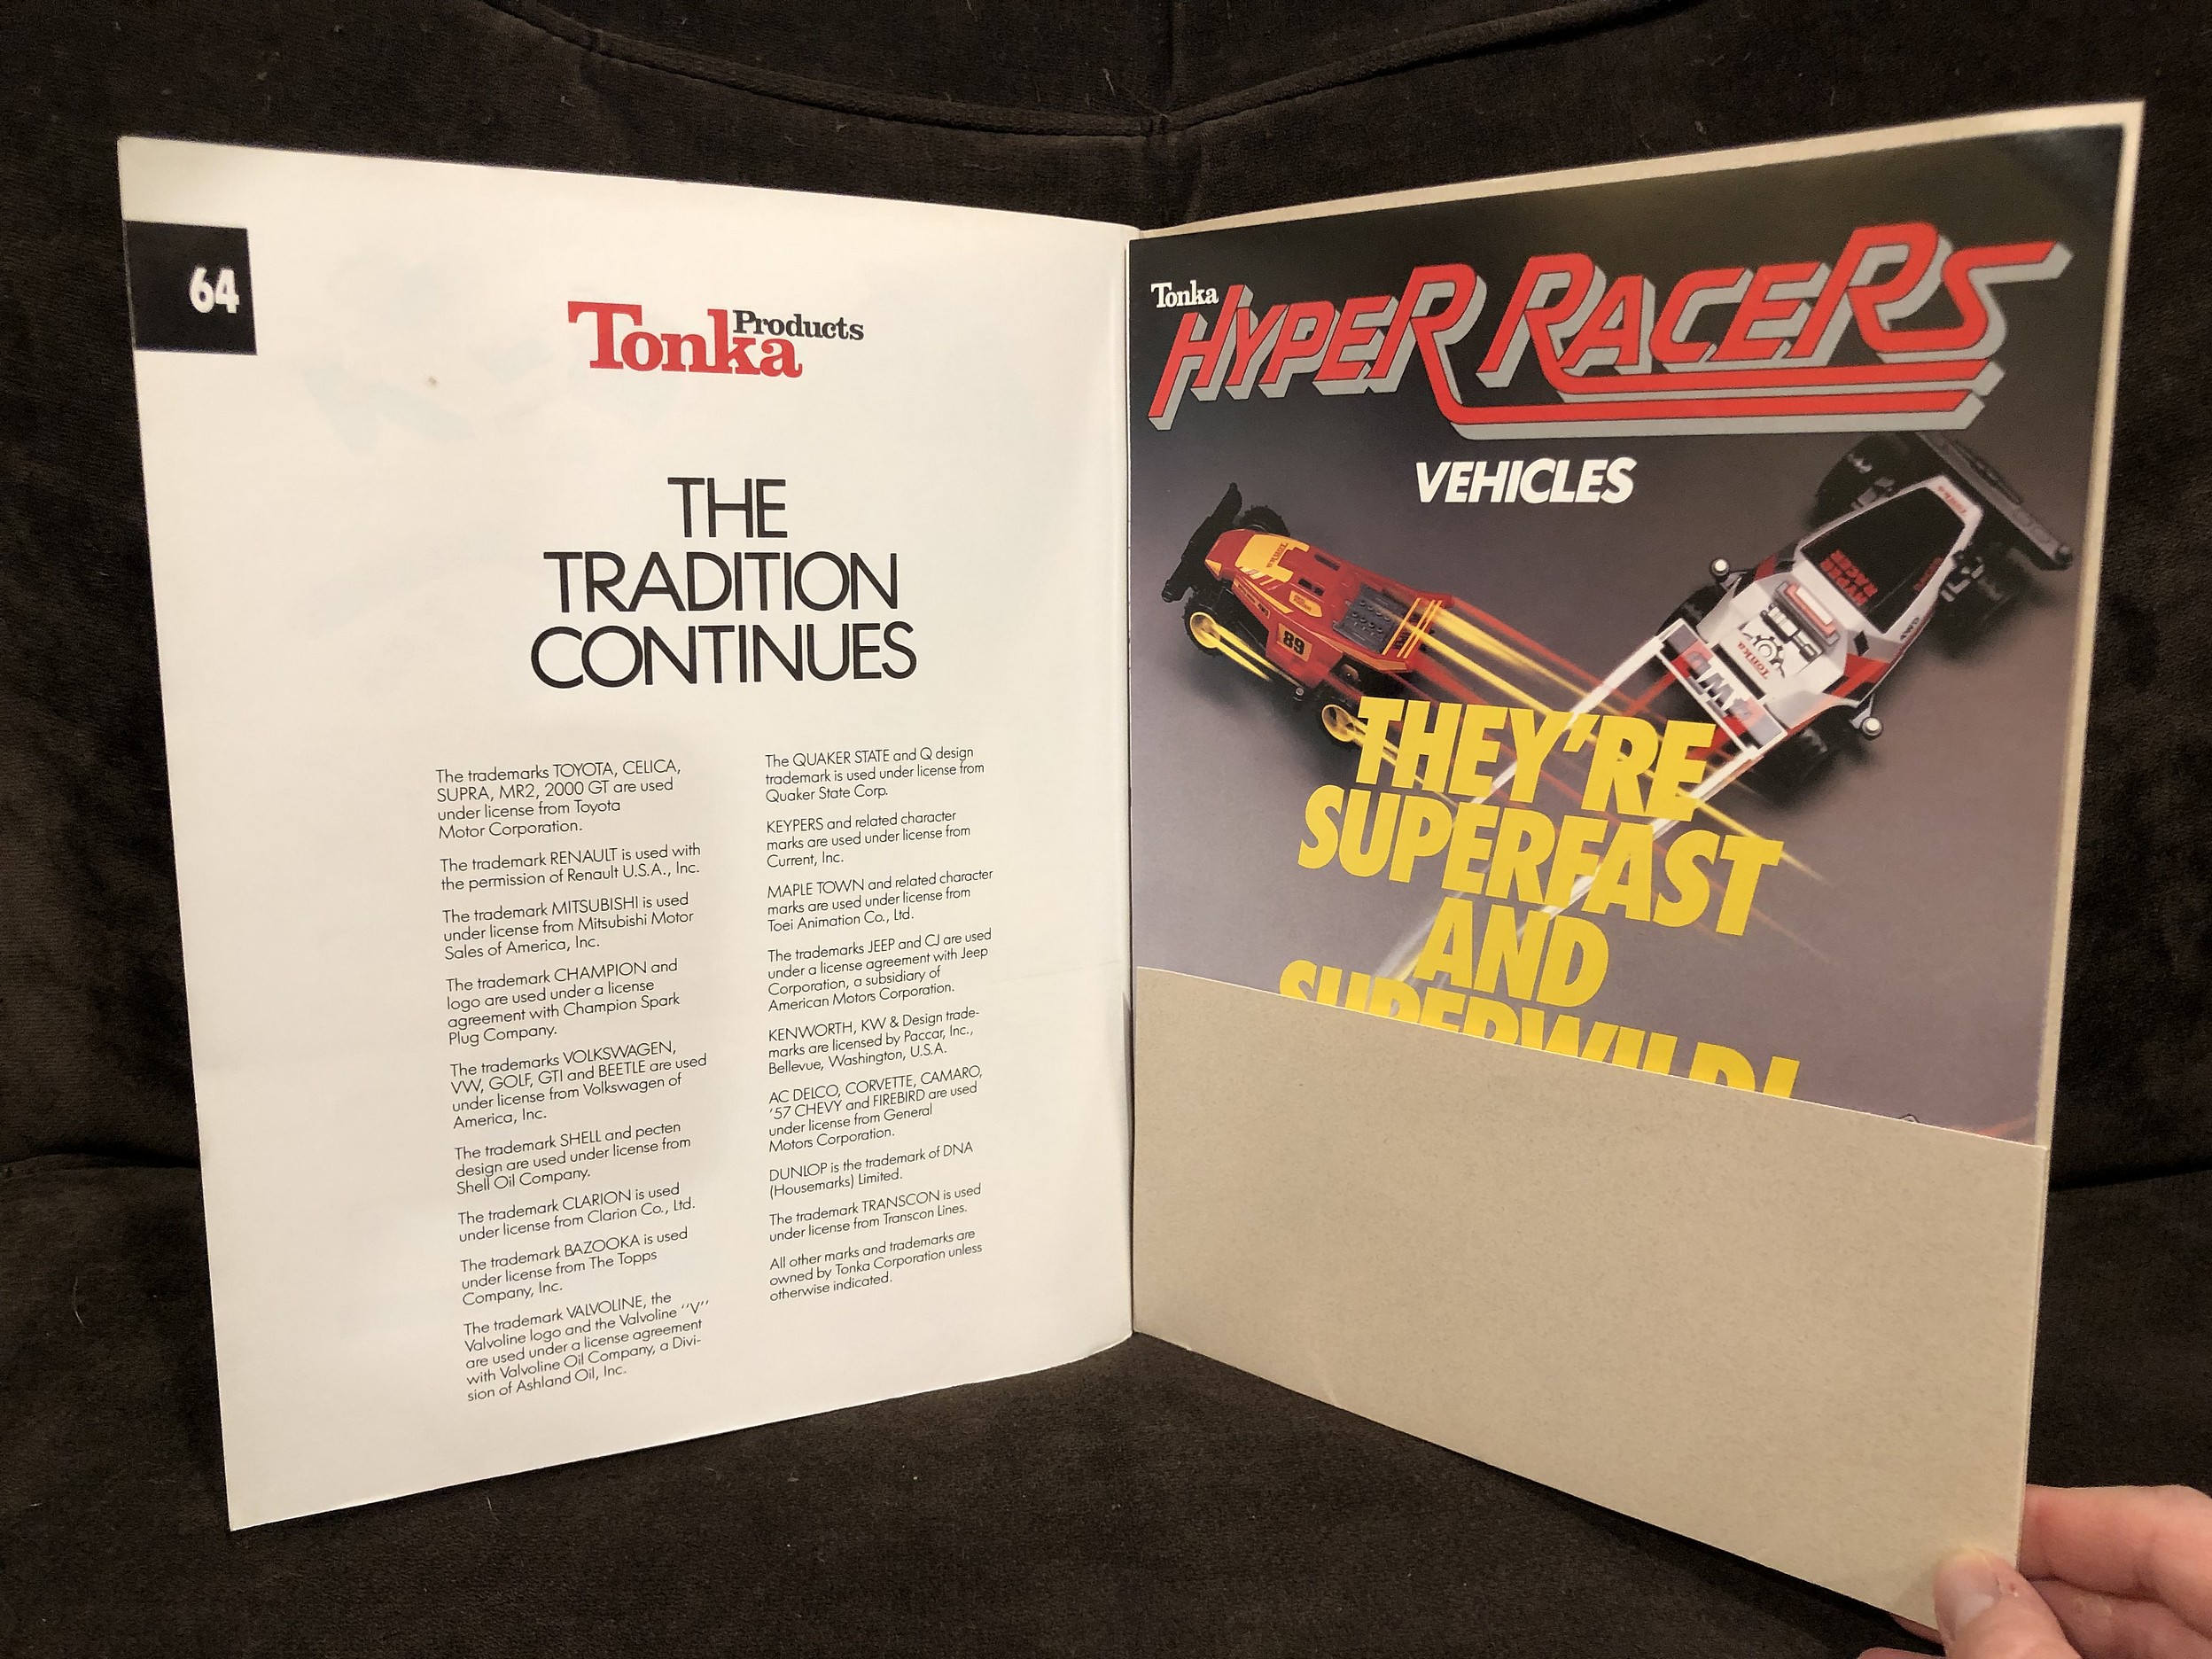 64
Tonka Products
THE
TRADITION
CONTINUES
The trademarks TOYOTA, CELICA,
SUPRA, MR2, 2000 GT are used
under license from Toyota
Motor Corporation.
The trademark RENAULT is used with
the permission of Renault U.S.A., Inc.
The trademark MITSUBISHI is used
under license from Mitsubishi Motor
Sales of America, Inc.
The trademark CHAMPION and
logo are used under a license
agreement with Champion Spark
Plug Company.
The trademarks VOLKSWAGEN,
VW, GOLF, GTI and BEETLE are used
under license from Volkswagen of
America, Inc.
The trademark SHELL and pecten
design are used under license from
Shell Oil Company.
The trademark CLARION is used
under license from Clarion Co., Ltd.
The trademark BAZOOKA is used
under license from The Topps
Company, Inc.
The trademark VALVOLINE, the
Valvoline logo and the Valvoline "V"
are used under a license agreement
with Valvoline Oil Company, a Divi-
sion of Ashland Oil, Inc.
The QUAKER STATE and Q design
trademark is used under license from
Quaker State Corp.
KEYPERS and related character
marks are used under license from
Current, Inc.
MAPLE TOWN and related character
marks are used under license from
Toei Animation Co., Ltd.
The trademarks JEEP and CJ are used
under a license agreement with Jeep
Corporation, a subsidiary of
American Motors Corporation.
KENWORTH, KW & Design trade-
marks are licensed by Paccar, Inc.,
Bellevue, Washington, U.S.A.
AC DELCO, CORVETTE, CAMARO,
'57 CHEVY and FIREBIRD are used
under license from General
Motors Corporation.
DUNLOP is the trademark of DNA
(Housemarks) Limited.
The trademark TRANSCON is used
under license from Transcon Lines.
All other marks and trademarks are
owned by Tonka Corporation unless
otherwise indicated.
Tonka
HYPER RACERS
VEHICLES
89
HYPER
RACER
Tonka
THEY'RE
SUPERFAST
AND
SUPERWILD!